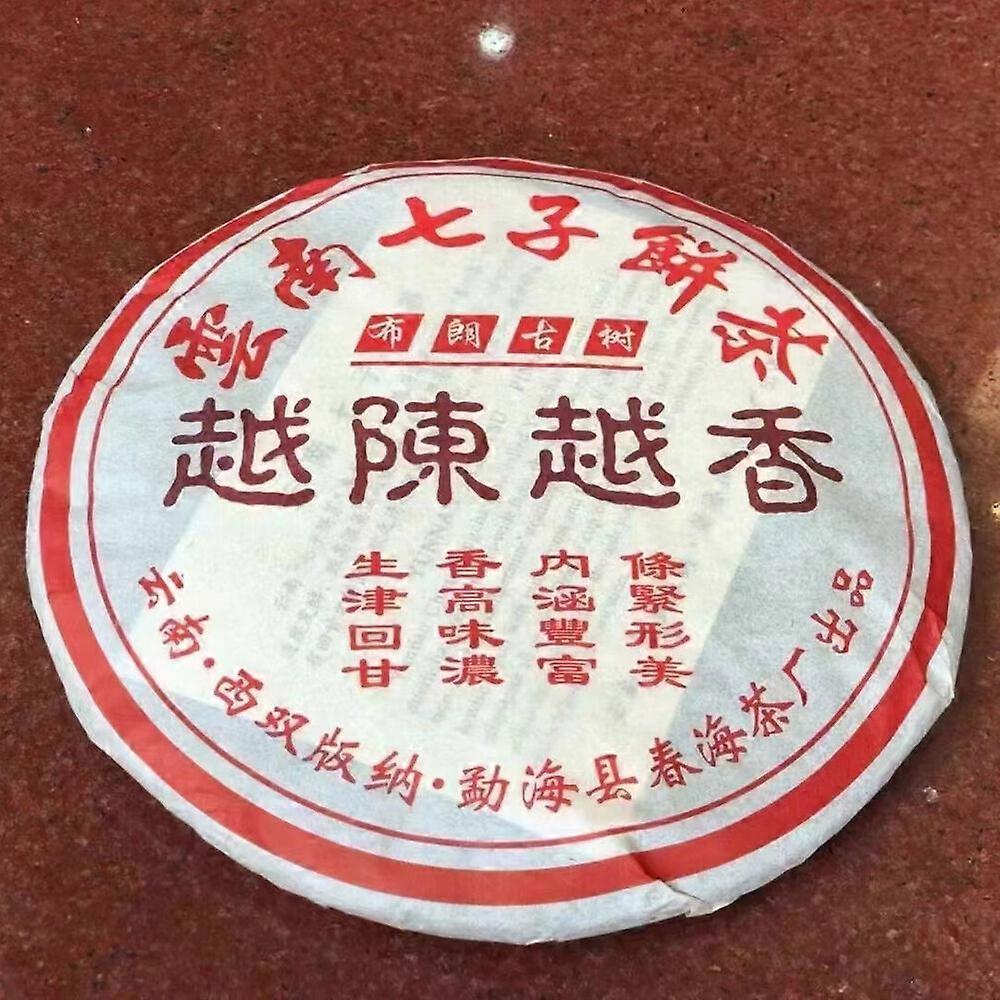 雲南七子餅茶
布朗古树
越陳越香
條緊形美
内涵豐富
香高味濃
生津回甘
云南·西双版纳·勐海县春海茶厂出品